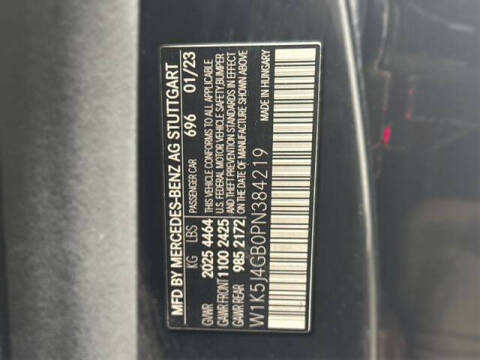 MFD BY MERCEDES-BENZ AG STUTTGART
PASSENGER CAR 696 01/23
KG LBS
GVWR 2025 4464
GAWR FRONT 1100 2425
GAWR REAR 985 2172
THIS VEHICLE CONFORMS TO ALL APPLICABLE
U.S. FEDERAL MOTOR VEHICLE SAFETY, BUMPER
AND THEFT PREVENTION STANDARDS IN EFFECT
ON THE DATE OF MANUFACTURE SHOWN ABOVE
MADE IN HUNGARY
W1K5J4GB0PN384219